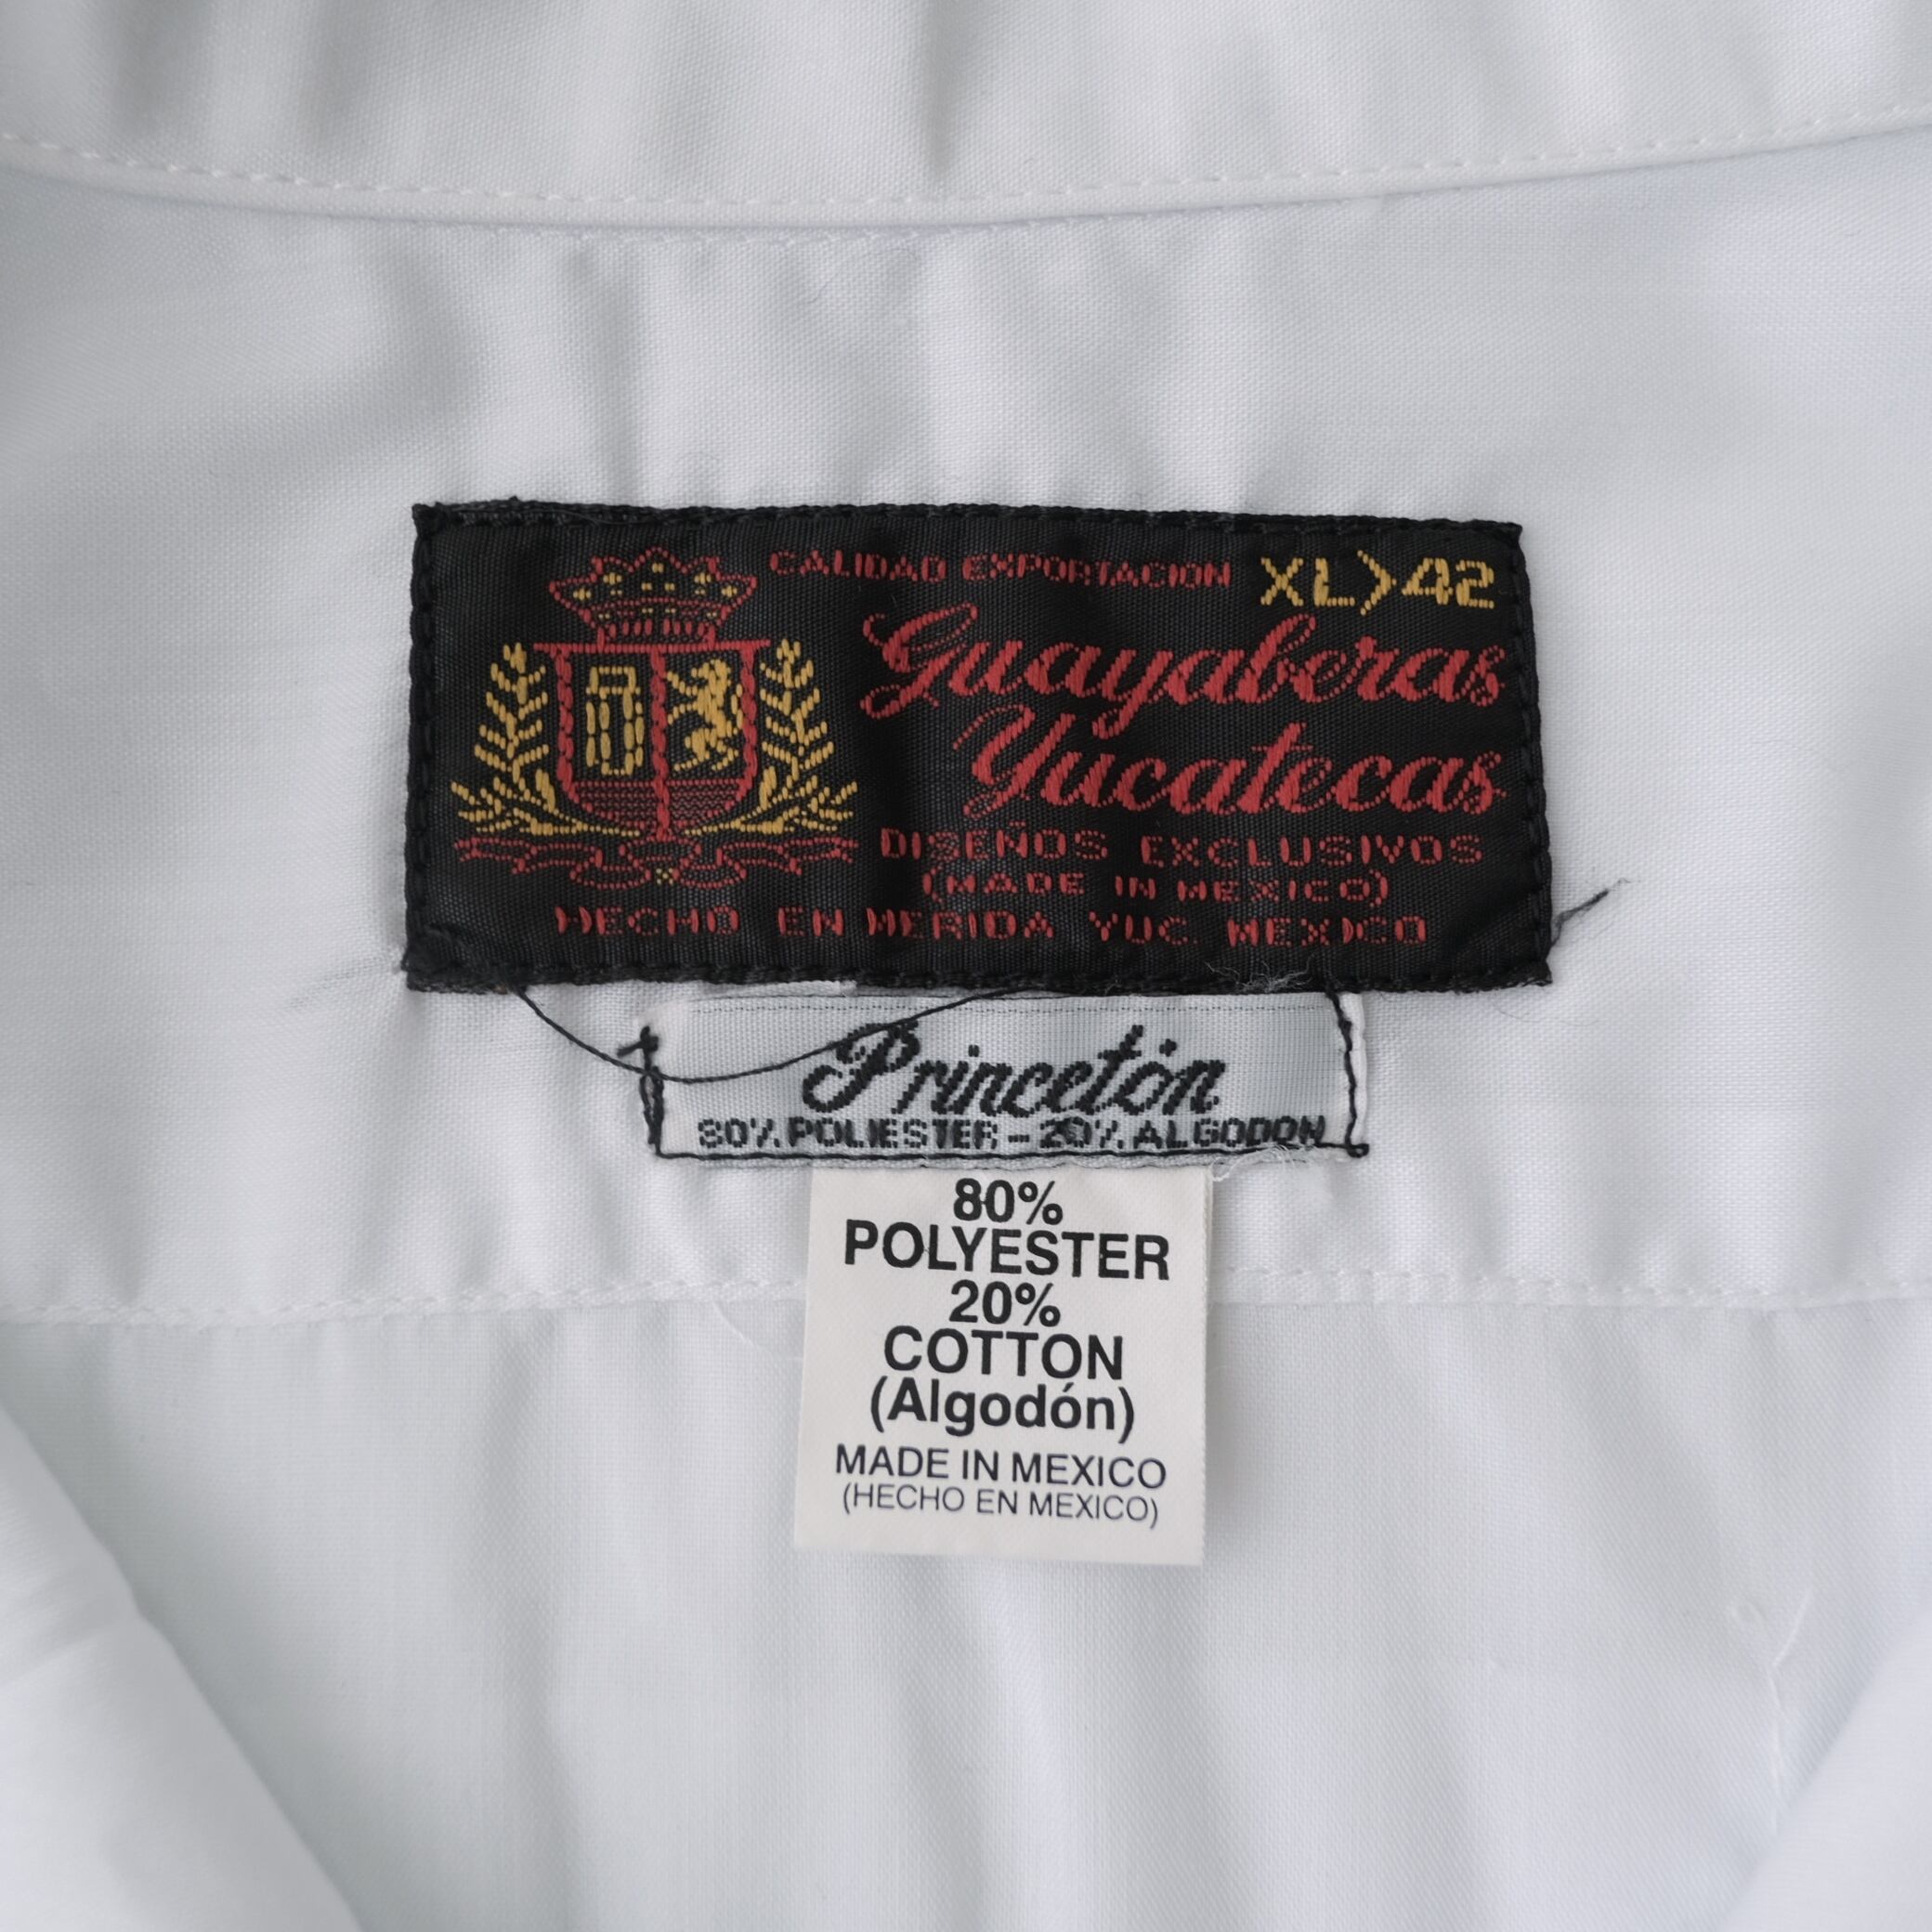 CALIDAD EXPORTACION XL>42
Guayaberas
Yucatecas
DISEÑOS EXCLUSIVOS
(MADE IN MEXICO)
HECHO EN MERIDA YUC. MEXICO
Princetón
80% POLIESTER - 20% ALGODON
80%
POLYESTER
20%
COTTON
(Algodón)
MADE IN MEXICO
(HECHO EN MEXICO)